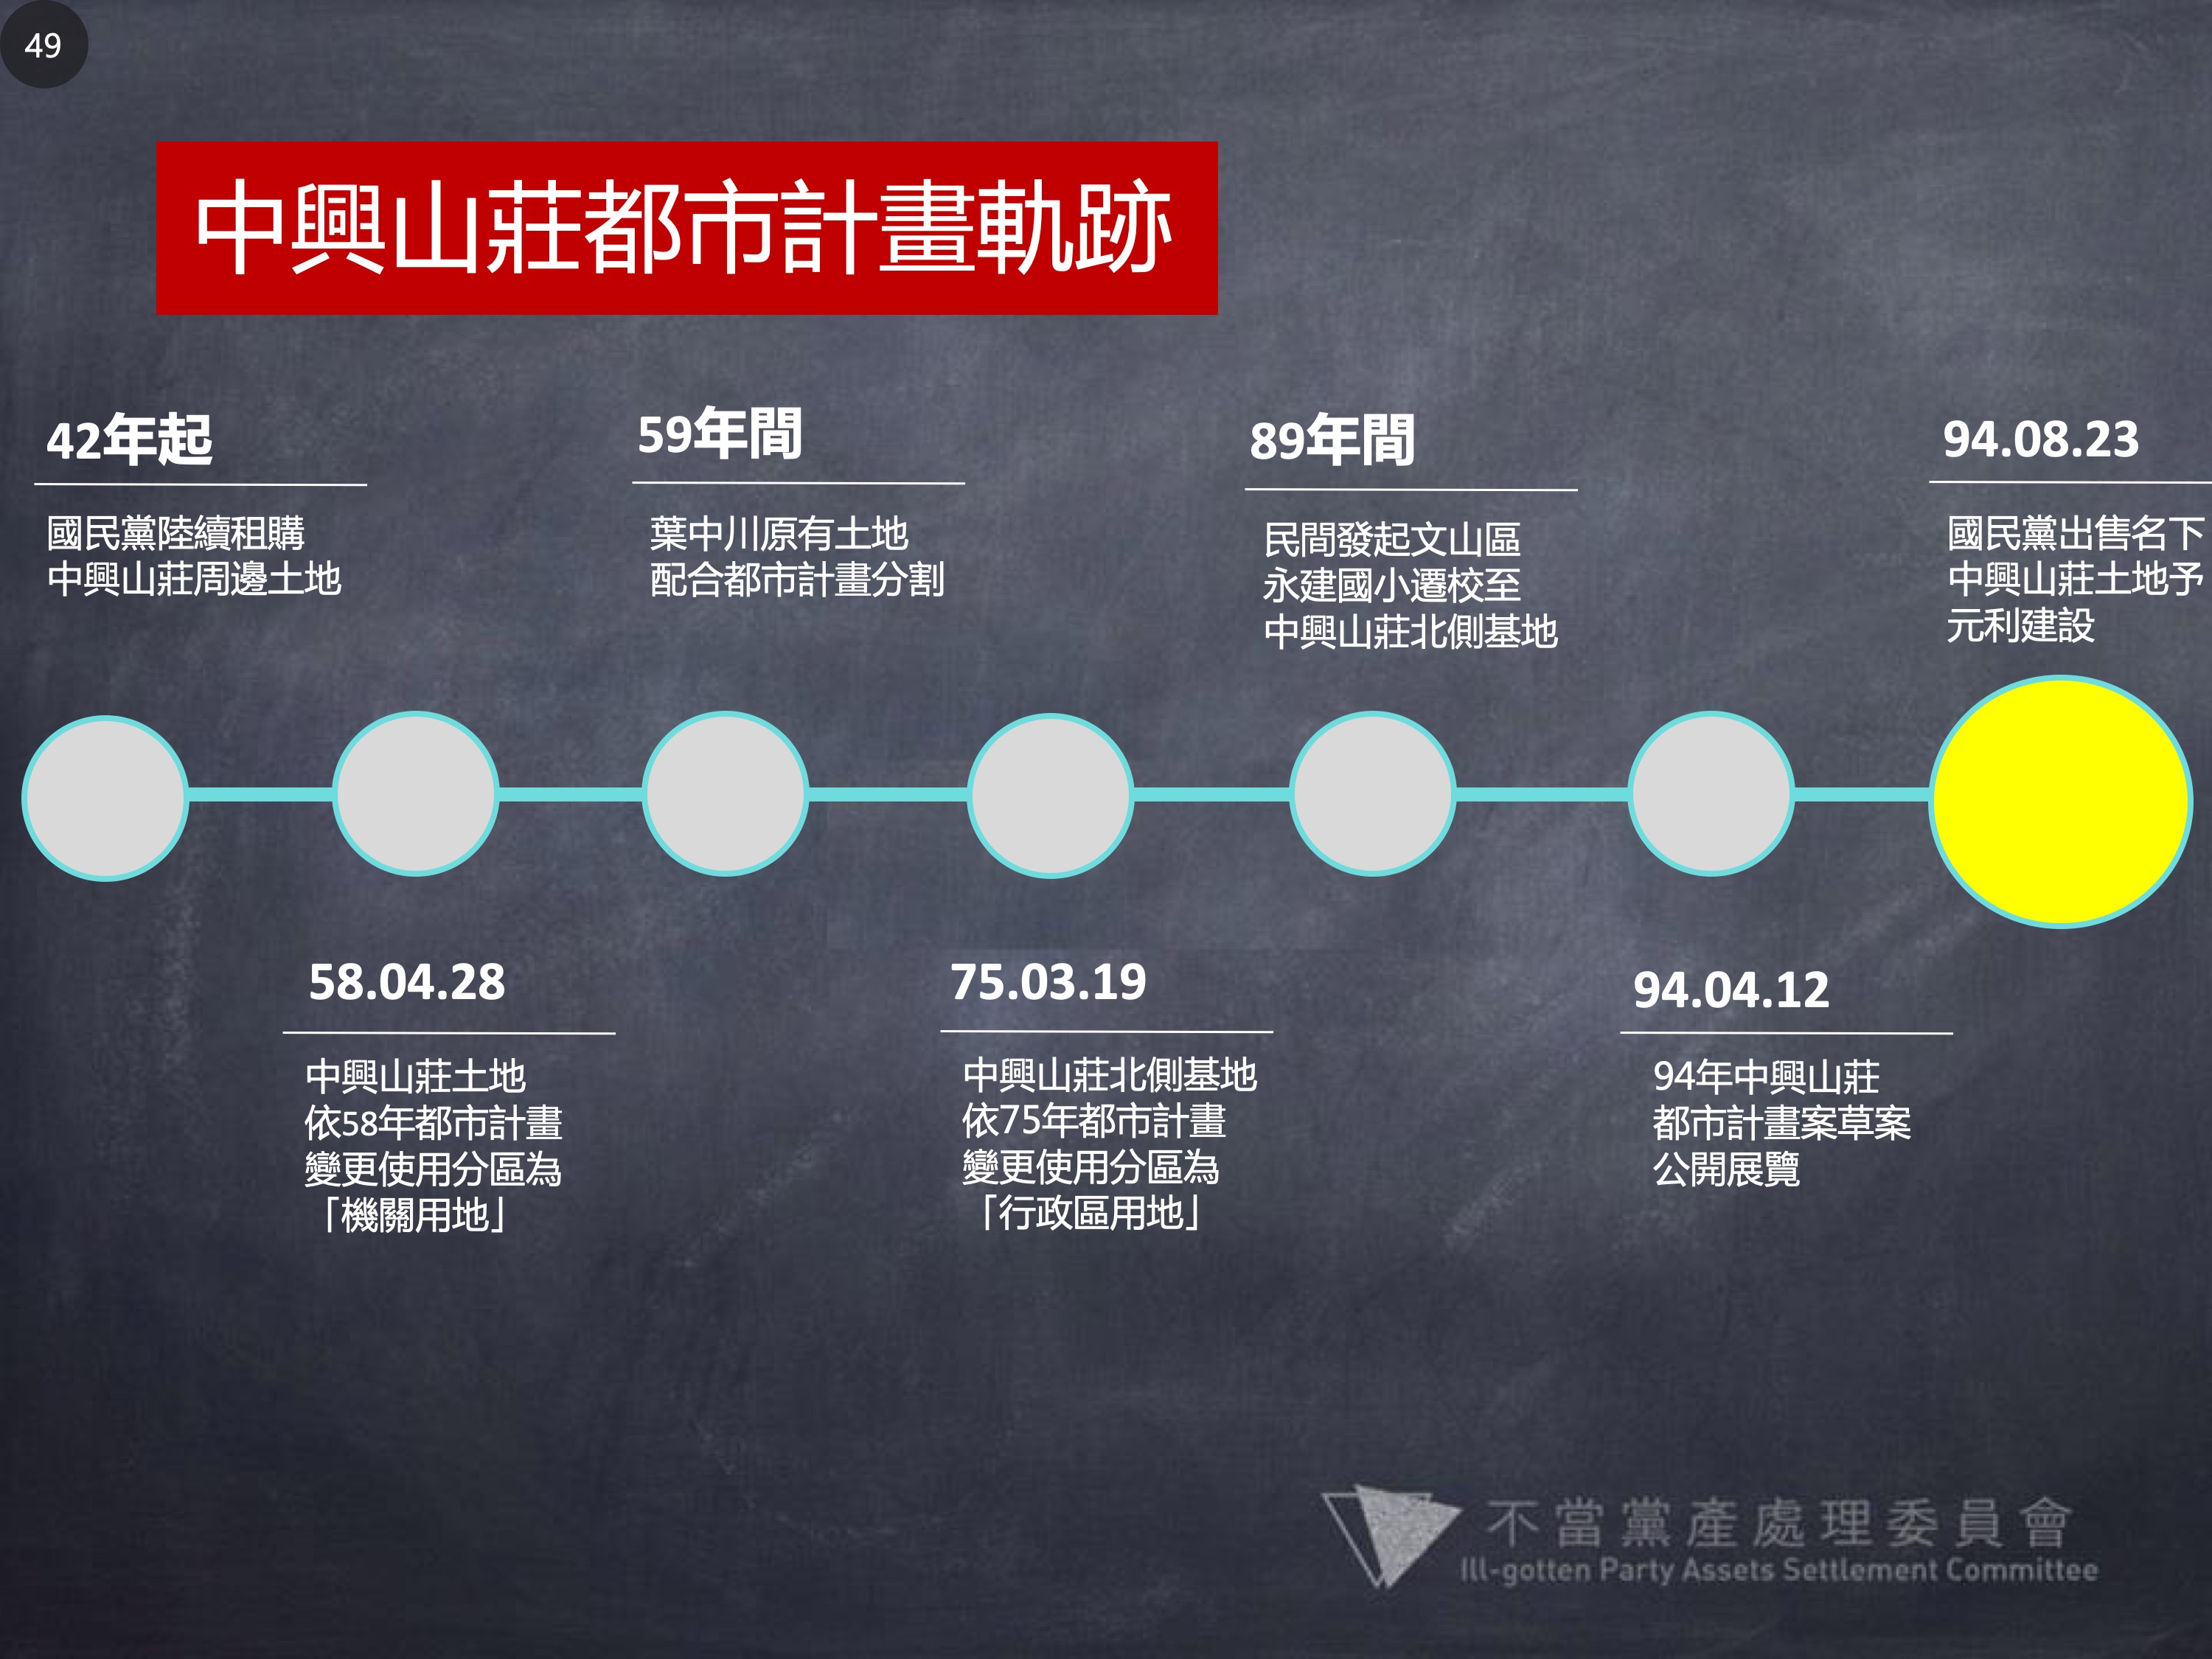 49
中興山莊都市計畫軌跡
42年起
國民黨陸續租購
中興山莊周邊土地
58.04.28
中興山莊土地
依58年都市計畫
變更使用分區為
「機關用地」
59年間
葉中川原有土地
配合都市計畫分割
75.03.19
中興山莊北側基地
依75年都市計畫
變更使用分區為
「行政區用地」
89年間
民間發起文山區
永建國小遷校至
中興山莊北側基地
94.04.12
94年中興山莊
都市計畫案草案
公開展覽
94.08.23
國民黨出售名下
中興山莊土地予
元利建設
不當黨產處理委員會
Ill-gotten Party Assets Settlement Committee